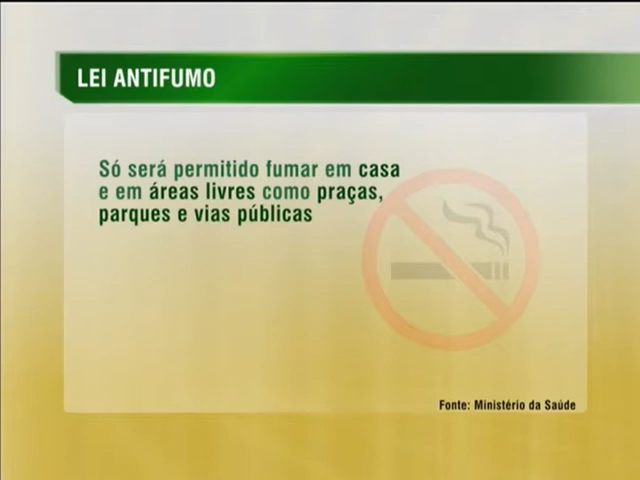 LEI ANTIFUMO
Só será permitido fumar em casa
e em áreas livres como praças,
parques e vias públicas
Fonte: Ministério da Saúde